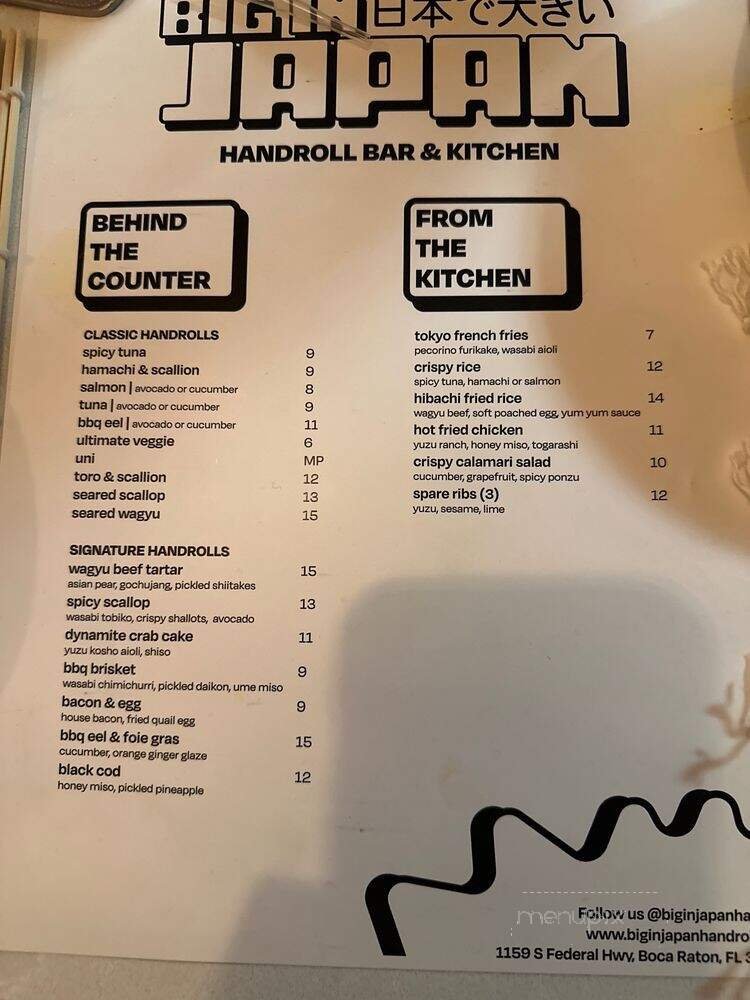 BIG IN 日本で大きい
JAPAN
HANDROLL BAR & KITCHEN
BEHIND
THE
COUNTER
CLASSIC HANDROLLS
spicy tuna 9
hamachi & scallion 9
salmon | avocado or cucumber 8
tuna | avocado or cucumber 9
bbq eel | avocado or cucumber 11
ultimate veggie 6
uni MP
toro & scallion 12
seared scallop 13
seared wagyu 15
SIGNATURE HANDROLLS
wagyu beef tartar 15
asian pear, gochujang, pickled shiitakes
spicy scallop 13
wasabi tobiko, crispy shallots, avocado
dynamite crab cake 11
yuzu kosho aioli, shiso
bbq brisket 9
wasabi chimichurri, pickled daikon, ume miso
bacon & egg 9
house bacon, fried quail egg
bbq eel & foie gras 15
cucumber, orange ginger glaze
black cod 12
honey miso, pickled pineapple
FROM
THE
KITCHEN
tokyo french fries 7
pecorino furikake, wasabi aioli
crispy rice 12
spicy tuna, hamachi or salmon
hibachi fried rice 14
wagyu beef, soft poached egg, yum yum sauce
hot fried chicken 11
yuzu ranch, honey miso, togarashi
crispy calamari salad 10
cucumber, grapefruit, spicy ponzu
spare ribs (3) 12
yuzu, sesame, lime
menupix
Follow us @biginjapanha
www.biginjapanhandro
1159 S Federal Hwy, Boca Raton, FL 3